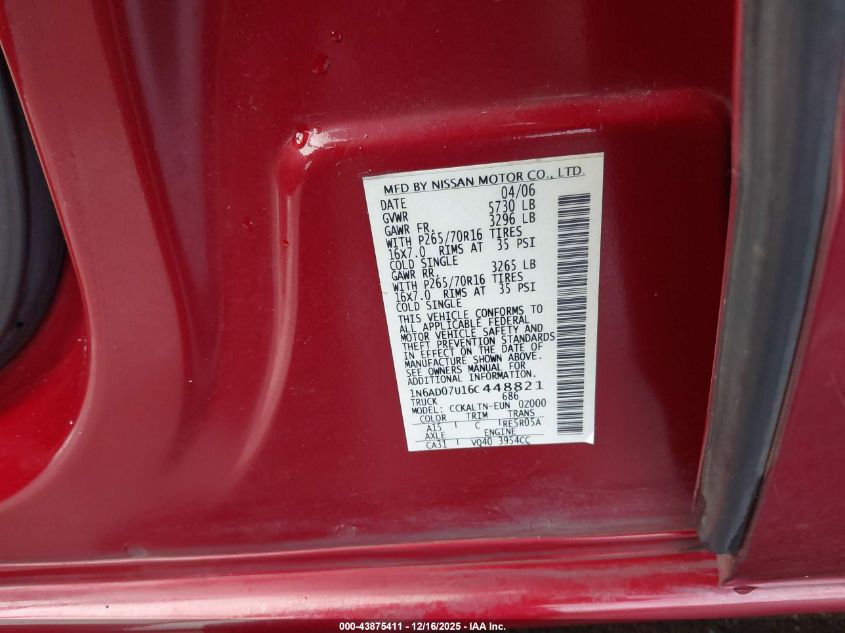 MFD BY NISSAN MOTOR CO., LTD.
DATE 04/06
GVWR 5730 LB
GAWR FR. 3296 LB
WITH P265/70R16 TIRES
16X7.0 RIMS AT 35 PSI
COLD SINGLE
GAWR RR. 3265 LB
WITH P265/70R16 TIRES
16X7.0 RIMS AT 35 PSI
COLD SINGLE
THIS VEHICLE CONFORMS TO
ALL APPLICABLE FEDERAL
MOTOR VEHICLE SAFETY AND
THEFT PREVENTION STANDARDS
IN EFFECT ON THE DATE OF
MANUFACTURE SHOWN ABOVE.
SEE OWNERS MANUAL FOR
ADDITIONAL INFORMATION.
1N6AD07U16C448821
TRUCK 686
MODEL: CCKALTN-EUN 02000
COLOR TRIM TRANS
A15 C RE5R05A
AXLE ENGINE
CA31 VQ40 3954CC
000-43875411 - 12/16/2025 - IAA Inc.